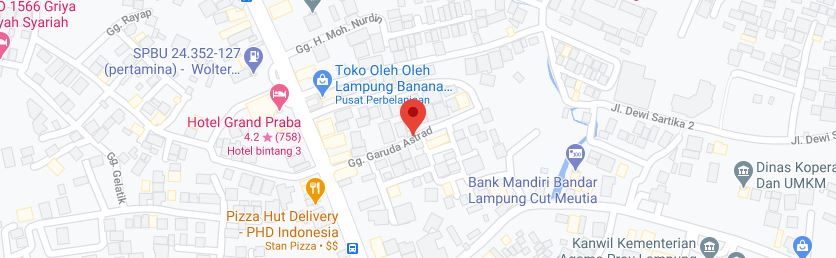 O 1566 Griya
yah Syariah
Gg. Rayap
Gg. H. Moh. Nurdin
SPBU 24.352-127
(pertamina) - Wolter...
Toko Oleh Oleh
Lampung Banana...
Pusat Perbelanjaan
Hotel Grand Praba
4.2 ★ (758)
Hotel bintang 3
Gg. Garuda Astrad
Jl. Dewi Sartika 2
Jl. Dewi Sartika 2
Gg. Gelatik
Bank Mandiri Bandar
Lampung Cut Meutia
Dinas Kopera
Dan UMKM
Pizza Hut Delivery
- PHD Indonesia
Stan Pizza • $$
Kanwil Kementerian
Agama Prov Lampung